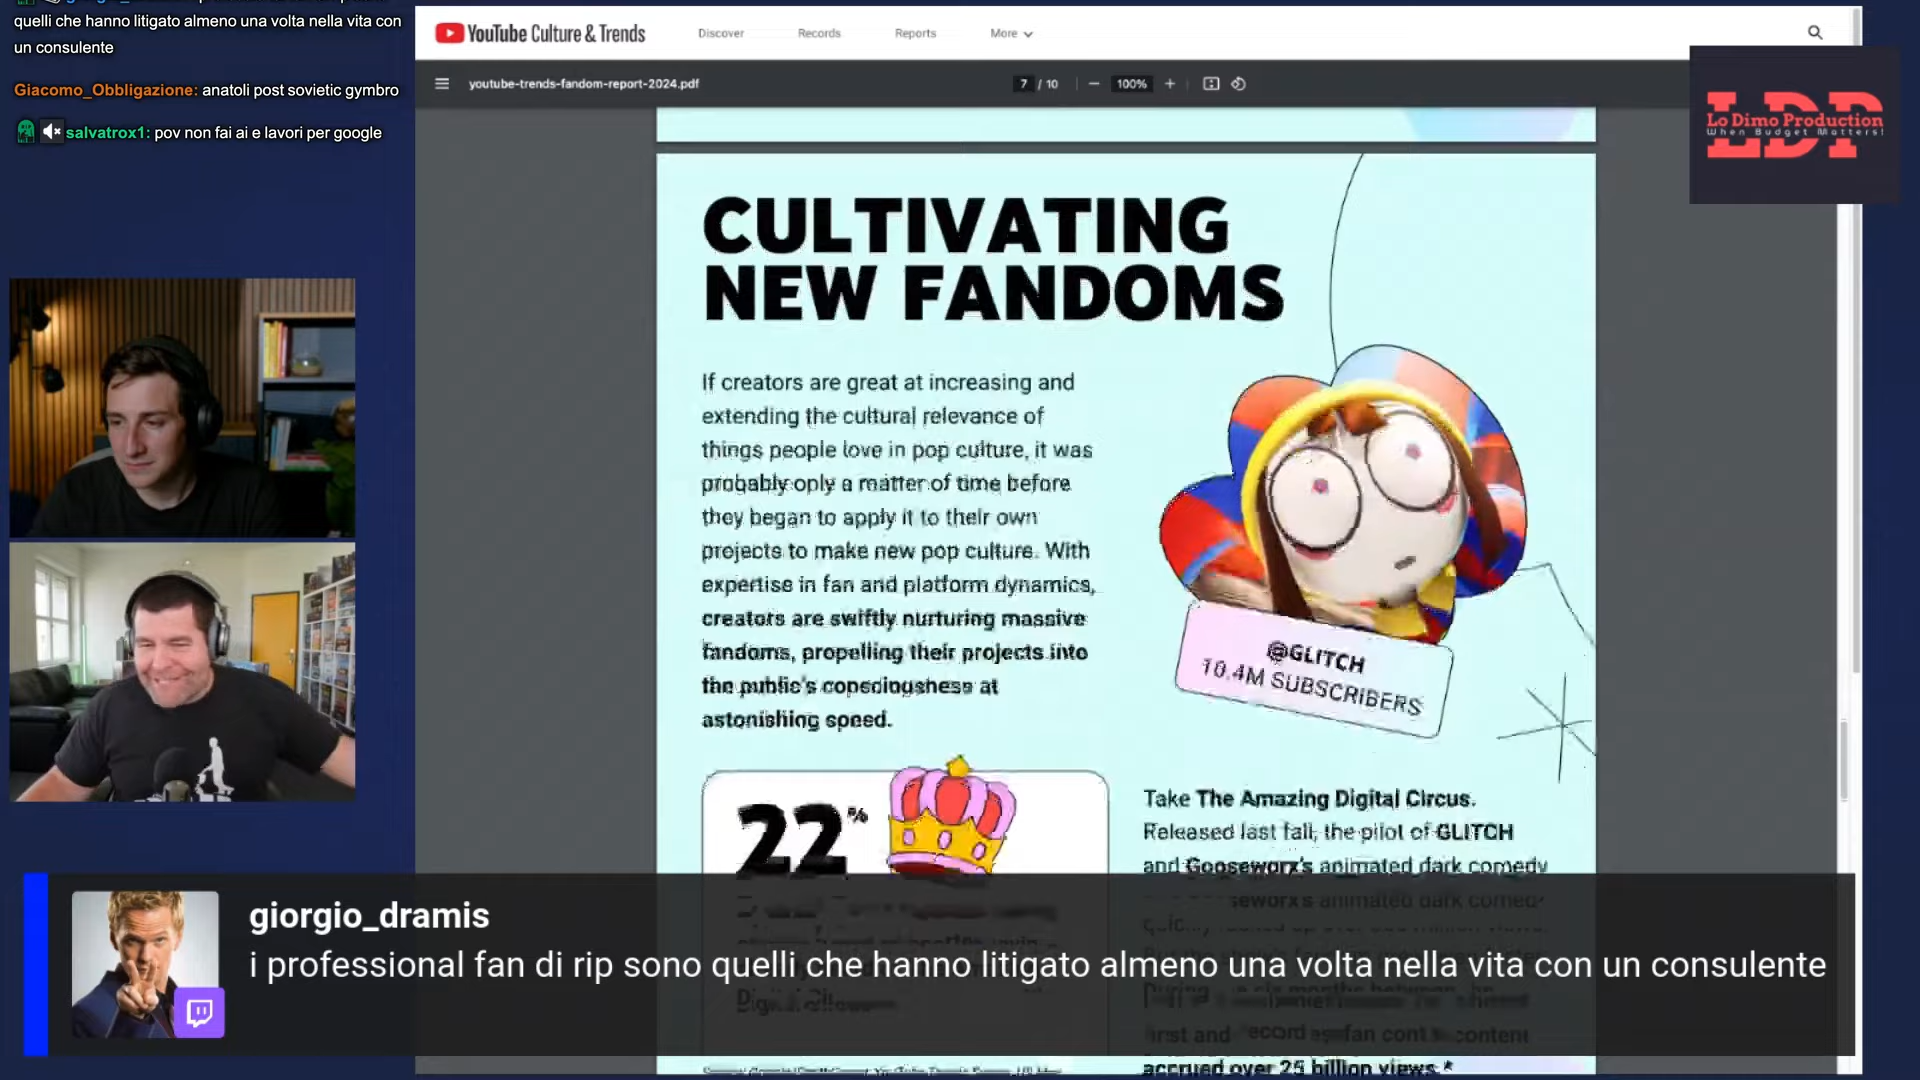 quelli che hanno litigato almeno una volta nella vita con
un consulente
Giacomo_Obbligazione: anatoli post sovietic gymbro
salvatrox1: pov non fai ai e lavori per google
YouTube Culture & Trends
Discover
Records
Reports
More
youtube-trends-fandom-report-2024.pdf
7 / 10
100%
LDP
Lo Dimo Production
When Budget Matters!
CULTIVATING
NEW FANDOMS
If creators are great at increasing and
extending the cultural relevance of
things people love in pop culture, it was
probably only a matter of time before
they began to apply it to their own
projects to make new pop culture. With
expertise in fan and platform dynamics,
creators are swiftly nurturing massive
fandoms, propelling their projects into
the public's consciousness at
astonishing speed.
@GLITCH
10.4M SUBSCRIBERS
22%
Take The Amazing Digital Circus.
Released last fall, the pilot of GLITCH
and Gooseworx's animated dark comedy
first and
accrued over 25 billion views.*
giorgio_dramis
i professional fan di rip sono quelli che hanno litigato almeno una volta nella vita con un consulente